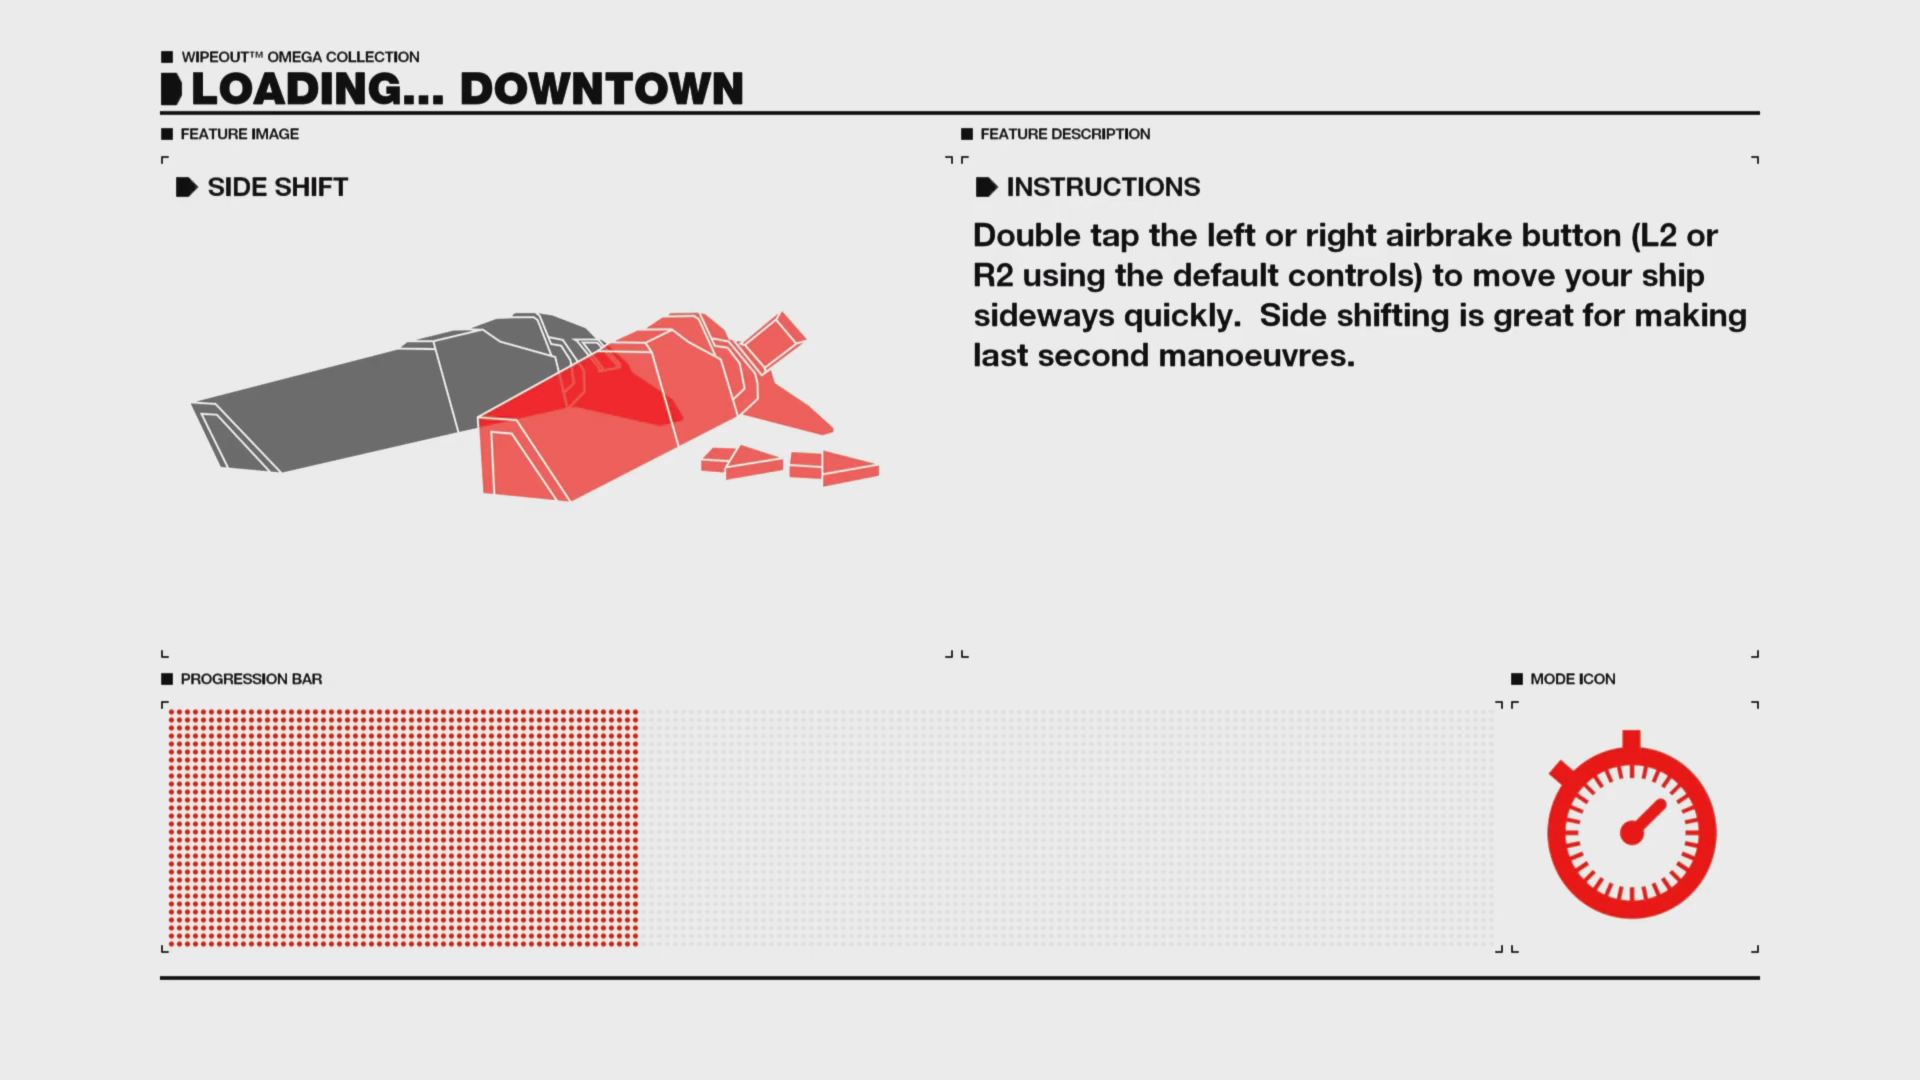 WIPEOUT™ OMEGA COLLECTION
LOADING... DOWNTOWN
FEATURE IMAGE
SIDE SHIFT
FEATURE DESCRIPTION
INSTRUCTIONS
Double tap the left or right airbrake button (L2 or
R2 using the default controls) to move your ship
sideways quickly.  Side shifting is great for making
last second manoeuvres.
PROGRESSION BAR
MODE ICON